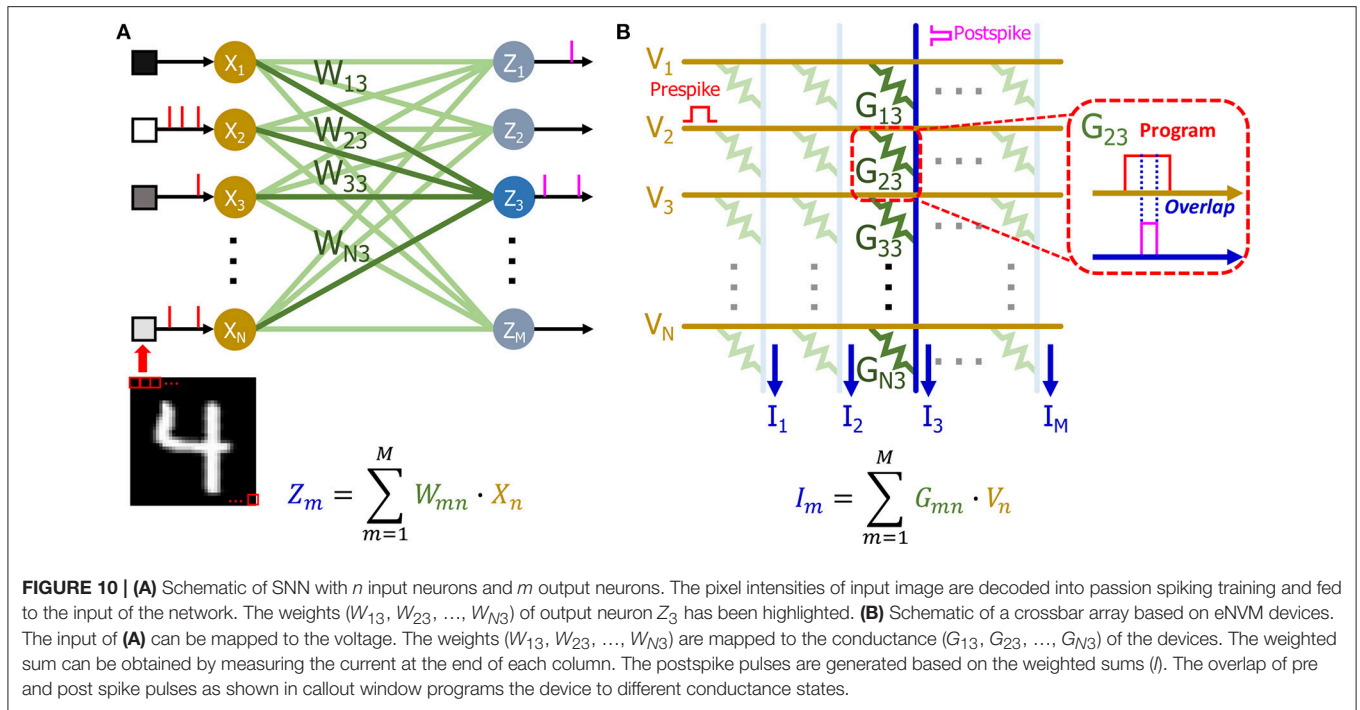 A
X1
X2
X3
XN
W13
W23
W33
WN3
Z1
Z2
Z3
ZM
...
...
Zm = ∑ M m=1 Wmn · Xn
B
Postspike
V1
Prespike
V2
V3
VN
G13
G23
G33
GN3
I1
I2
I3
IM
G23 Program
Overlap
Im = ∑ M m=1 Gmn · Vn
FIGURE 10 | (A) Schematic of SNN with n input neurons and m output neurons. The pixel intensities of input image are decoded into passion spiking training and fed
to the input of the network. The weights (W13, W23, ..., WN3) of output neuron Z3 has been highlighted. (B) Schematic of a crossbar array based on eNVM devices.
The input of (A) can be mapped to the voltage. The weights (W13, W23, ..., WN3) are mapped to the conductance (G13, G23, ..., GN3) of the devices. The weighted
sum can be obtained by measuring the current at the end of each column. The postspike pulses are generated based on the weighted sums (I). The overlap of pre
and post spike pulses as shown in callout window programs the device to different conductance states.